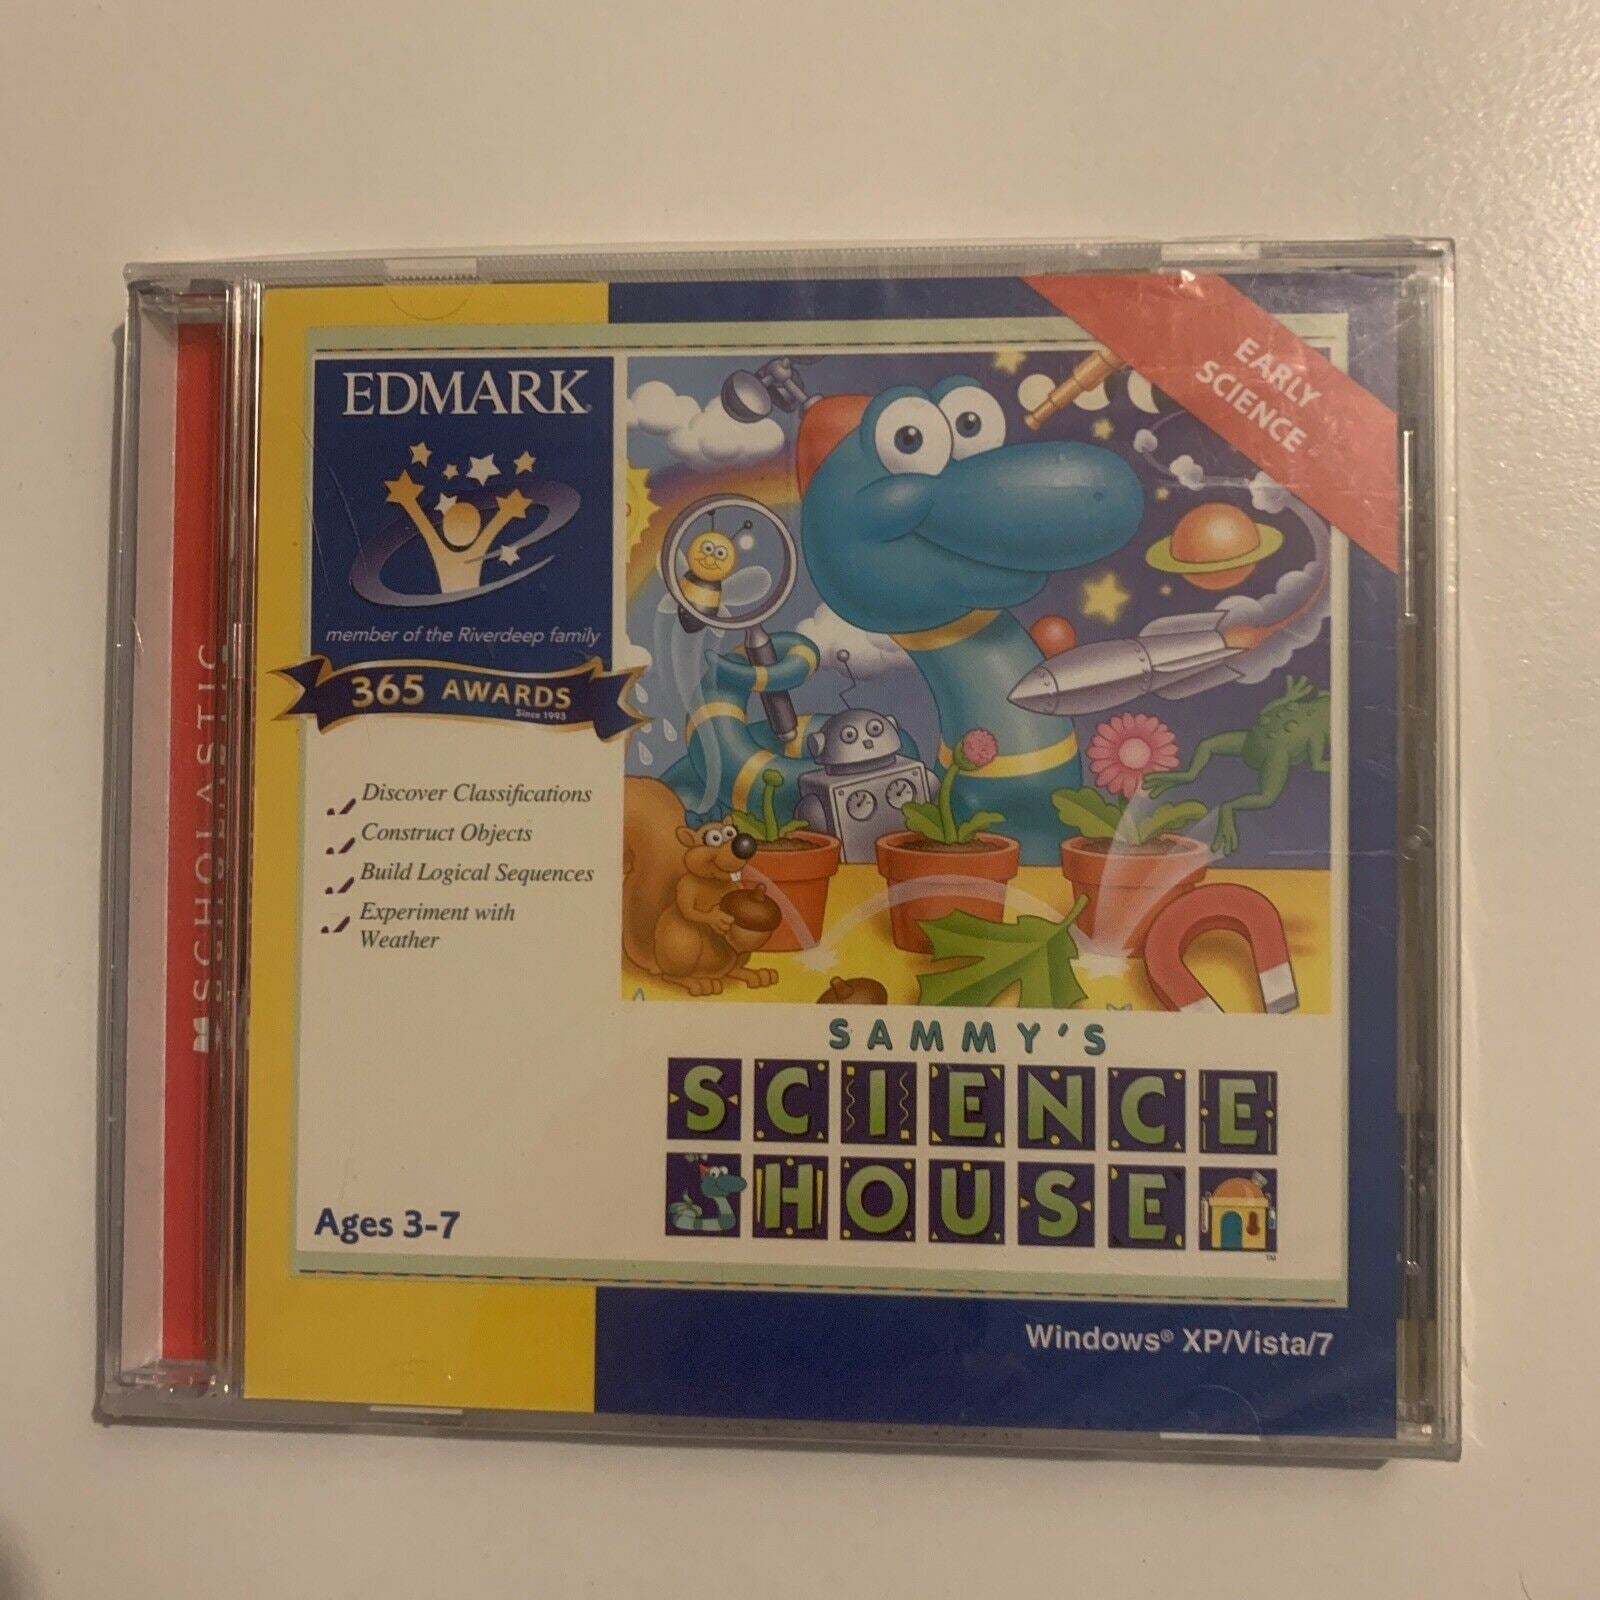 SCHOLASTIC
EDMARK
member of the Riverdeep family
365 AWARDS
Since 1993
Discover Classifications
Construct Objects
Build Logical Sequences
Experiment with
Weather
Ages 3-7
EARLY
SCIENCE
SAMMY'S
SCIENCE
HOUSE
TM
Windows® XP/Vista/7